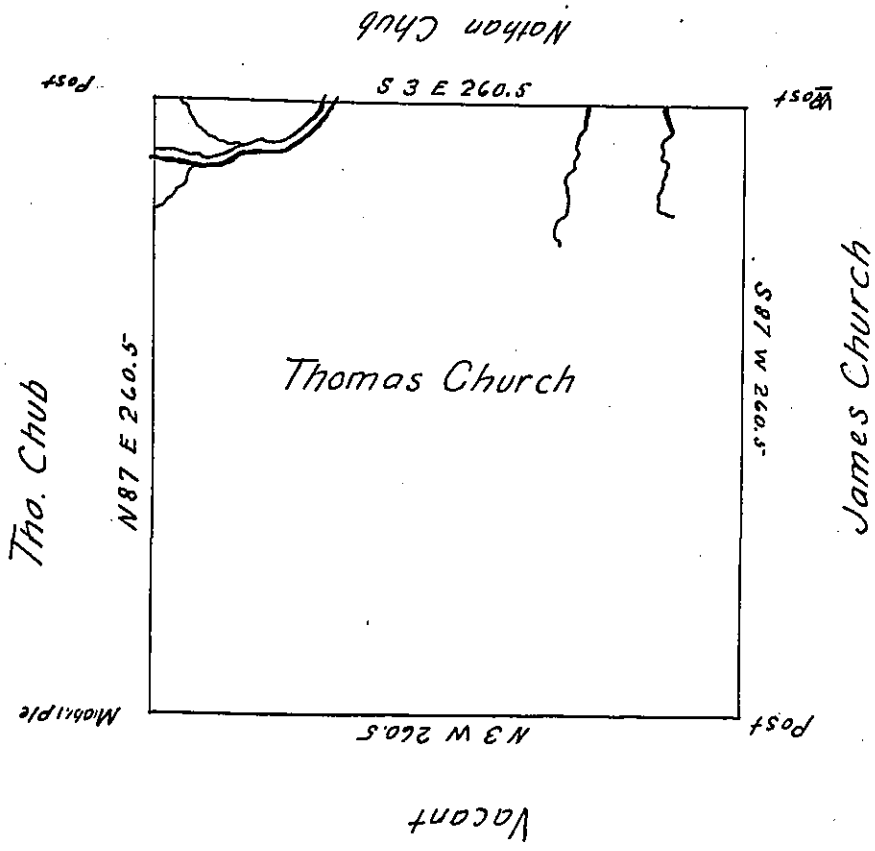 Nathan Chub
Post
S 3 E 260.5
Post
Tho. Chub
N87 E 260.5
Thomas Church
S87 W 260.5
James Church
N 3 W 260.5
Post
Vacant